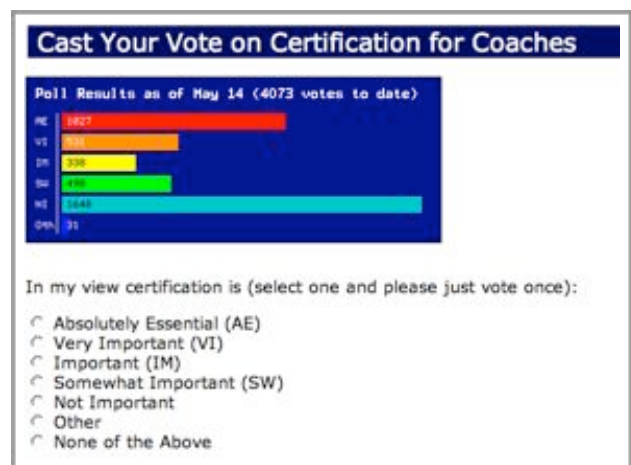 Cast Your Vote on Certification for Coaches
Poll Results as of May 14 (4073 votes to date)
AE 1027
VI
IM 338
SW 498
NI 1648
Oth 31
In my view certification is (select one and please just vote once):
Absolutely Essential (AE)
Very Important (VI)
Important (IM)
Somewhat Important (SW)
Not Important
Other
None of the Above